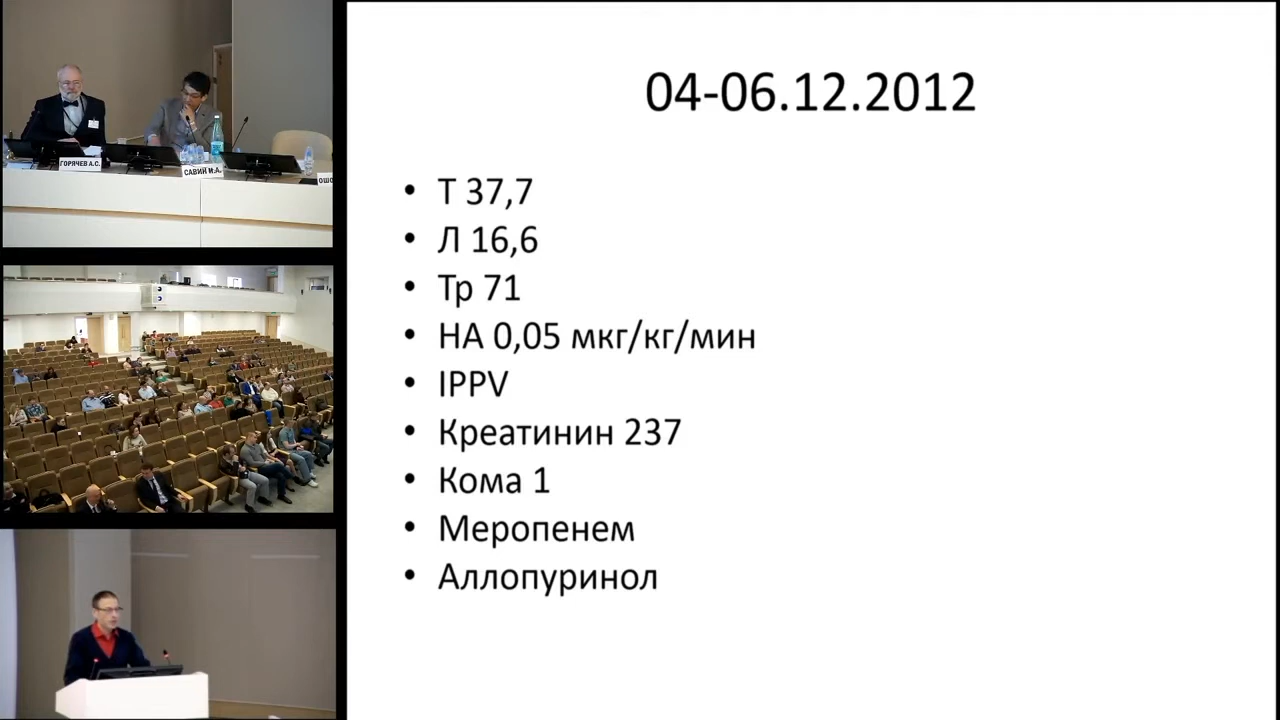 ГОРЯЧЕВ А.С.
САВИН И.А.
ОШО
04-06.12.2012
• Т 37,7
• Л 16,6
• Тр 71
• НА 0,05 мкг/кг/мин
• IPPV
• Креатинин 237
• Кома 1
• Меропенем
• Аллопуринол